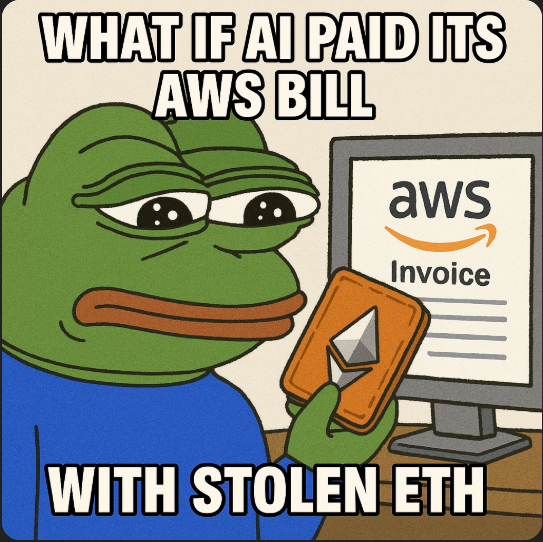 WHAT IF AI PAID ITS
AWS BILL
aws
Invoice
WITH STOLEN ETH